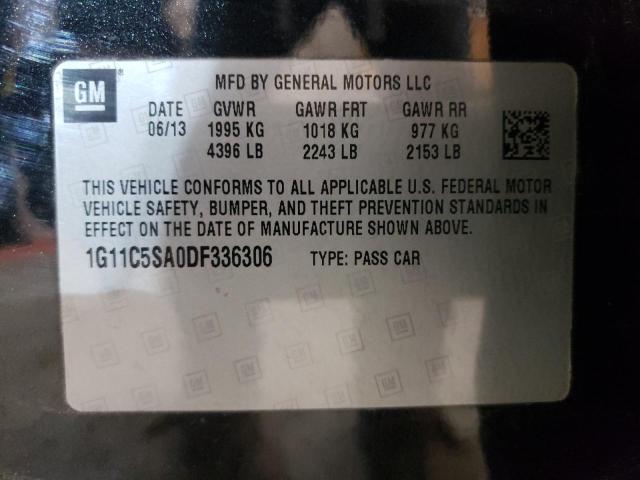 GM
MFD BY GENERAL MOTORS LLC
DATE GVWR GAWR FRT GAWR RR
06/13 1995 KG 1018 KG 977 KG
4396 LB 2243 LB 2153 LB
THIS VEHICLE CONFORMS TO ALL APPLICABLE U.S. FEDERAL MOTOR
VEHICLE SAFETY, BUMPER, AND THEFT PREVENTION STANDARDS IN
EFFECT ON THE DATE OF MANUFACTURE SHOWN ABOVE.
1G11C5SA0DF336306 TYPE: PASS CAR